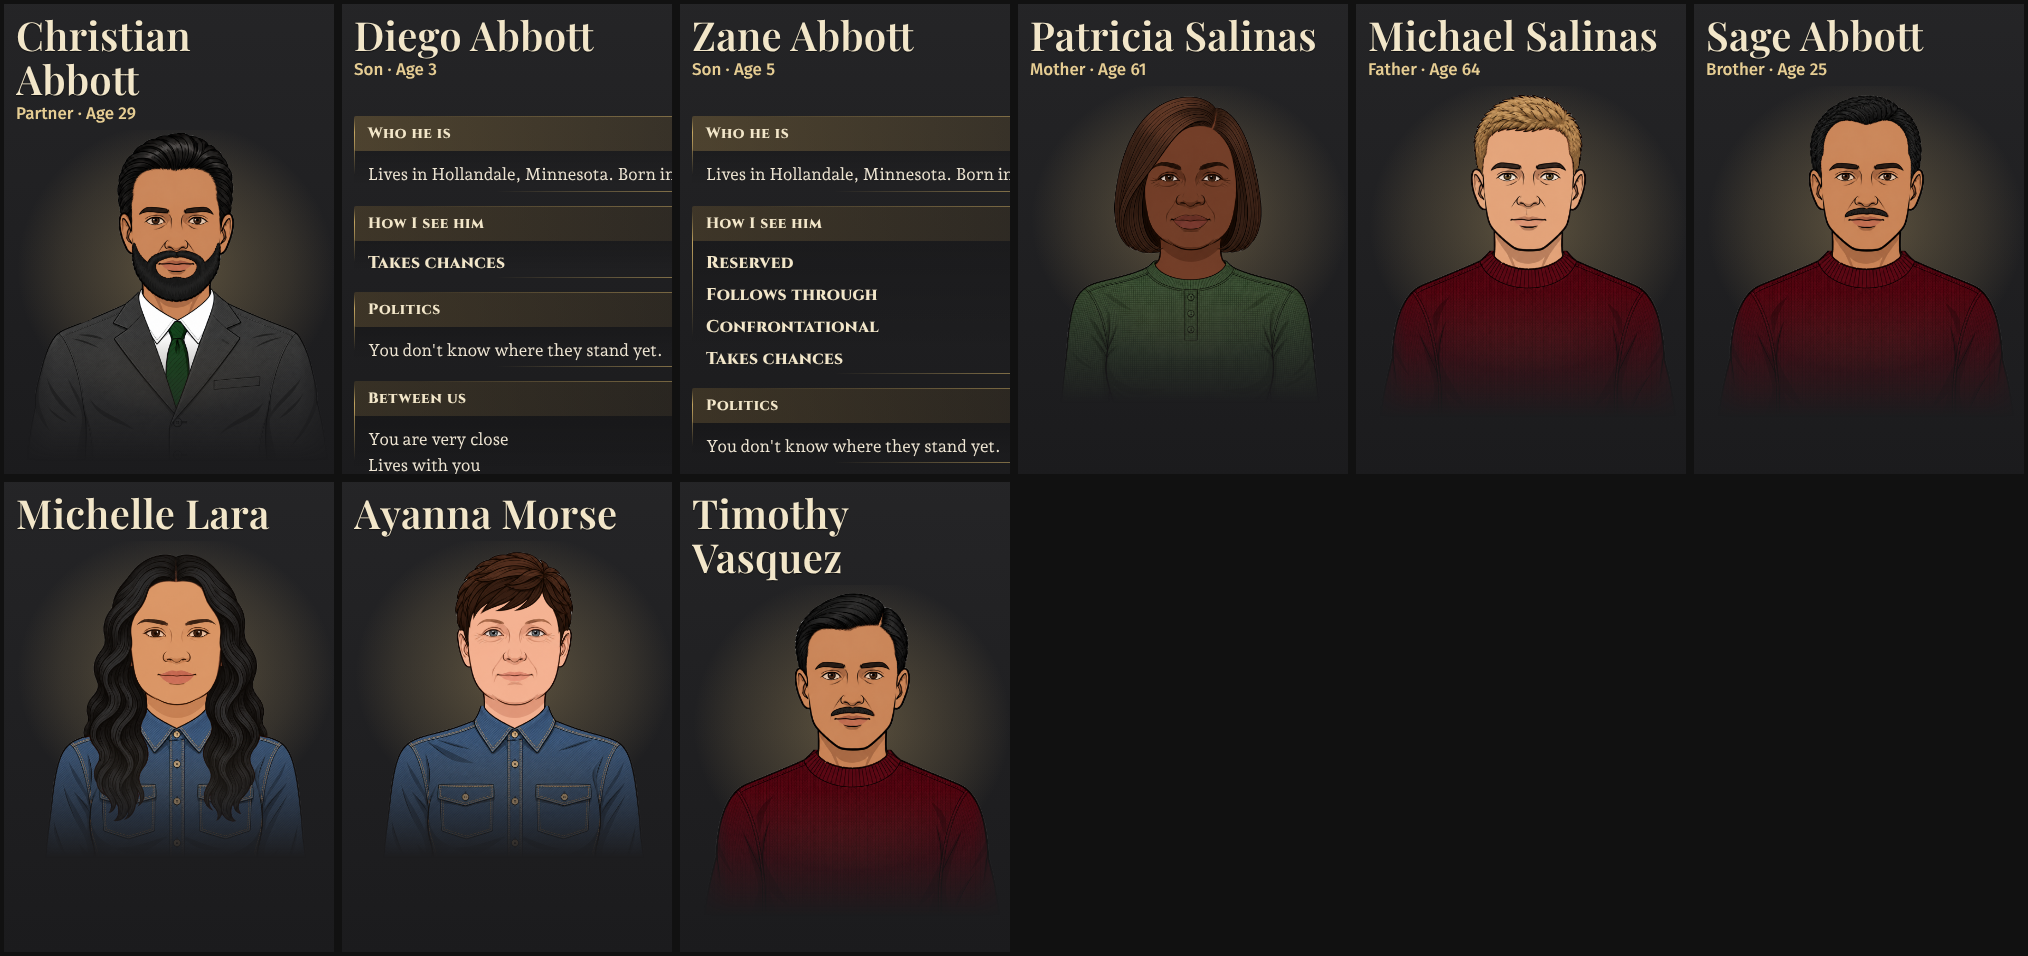 Christian
Abbott
Partner · Age 29
Diego Abbott
Son · Age 3
Who he is
Lives in Hollandale, Minnesota. Born in
How I see him
Takes chances
Politics
You don't know where they stand yet.
Between us
You are very close
Lives with you
Zane Abbott
Son · Age 5
Who he is
Lives in Hollandale, Minnesota. Born in
How I see him
Reserved
Follows through
Confrontational
Takes chances
Politics
You don't know where they stand yet.
Patricia Salinas
Mother · Age 61
Michael Salinas
Father · Age 64
Sage Abbott
Brother · Age 25
Michelle Lara
Ayanna Morse
Timothy
Vasquez